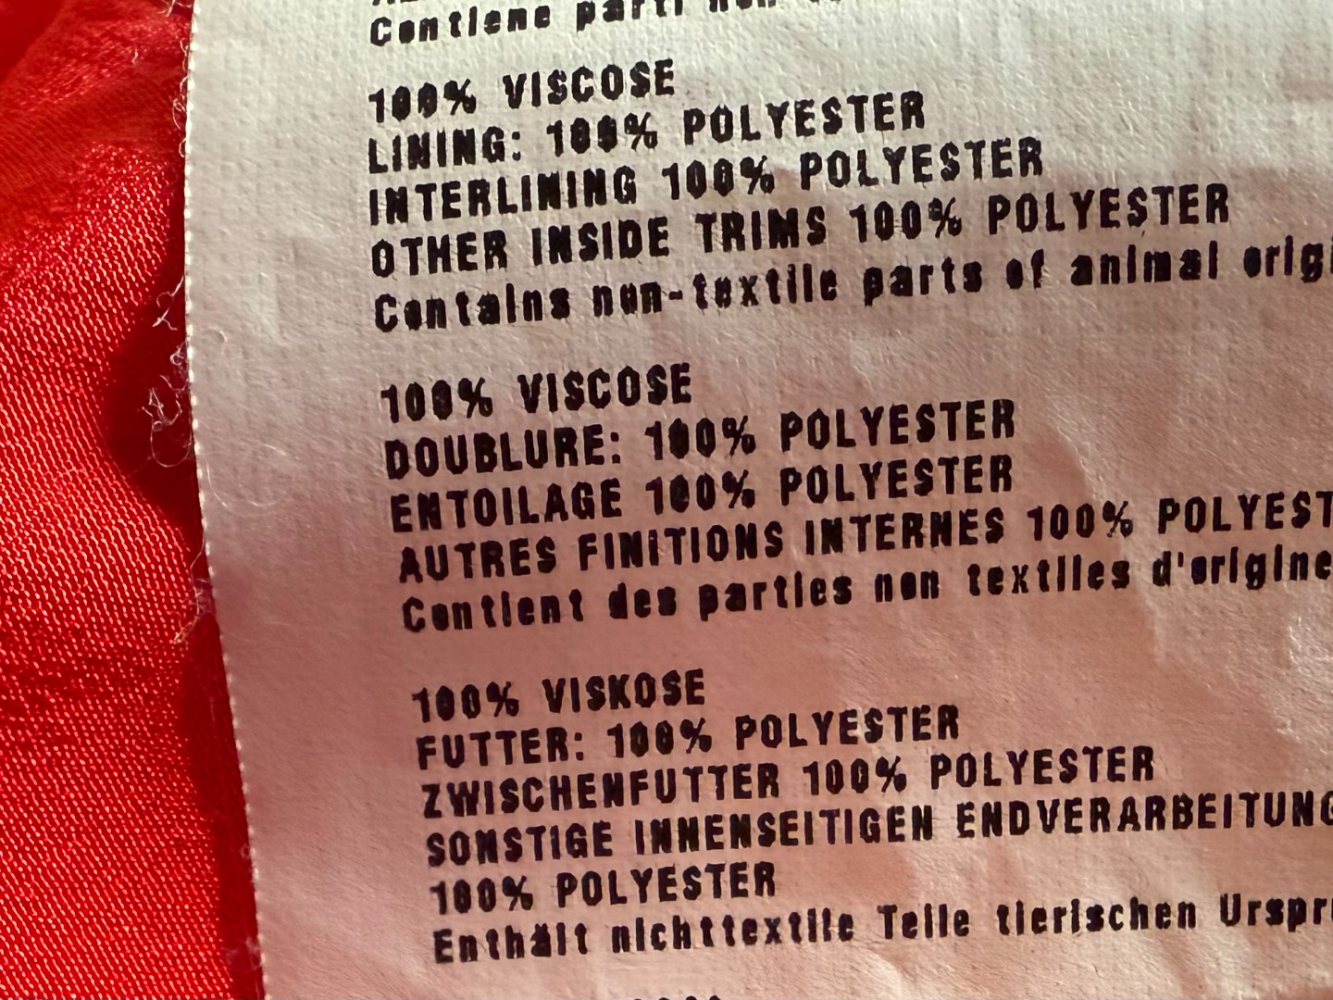 Contiene parti non
100% VISCOSE
LINING: 100% POLYESTER
INTERLINING 100% POLYESTER
OTHER INSIDE TRIMS 100% POLYESTER
Contains non-textile parts of animal origi
100% VISCOSE
DOUBLURE: 100% POLYESTER
ENTOILAGE 100% POLYESTER
AUTRES FINITIONS INTERNES 100% POLYEST
Contient des parties non textiles d'origine
100% VISKOSE
FUTTER: 100% POLYESTER
ZWISCHENFUTTER 100% POLYESTER
SONSTIGE INNENSEITIGEN ENDVERARBEITUNG
100% POLYESTER
Enthält nichttextile Teile tierischen Urspr